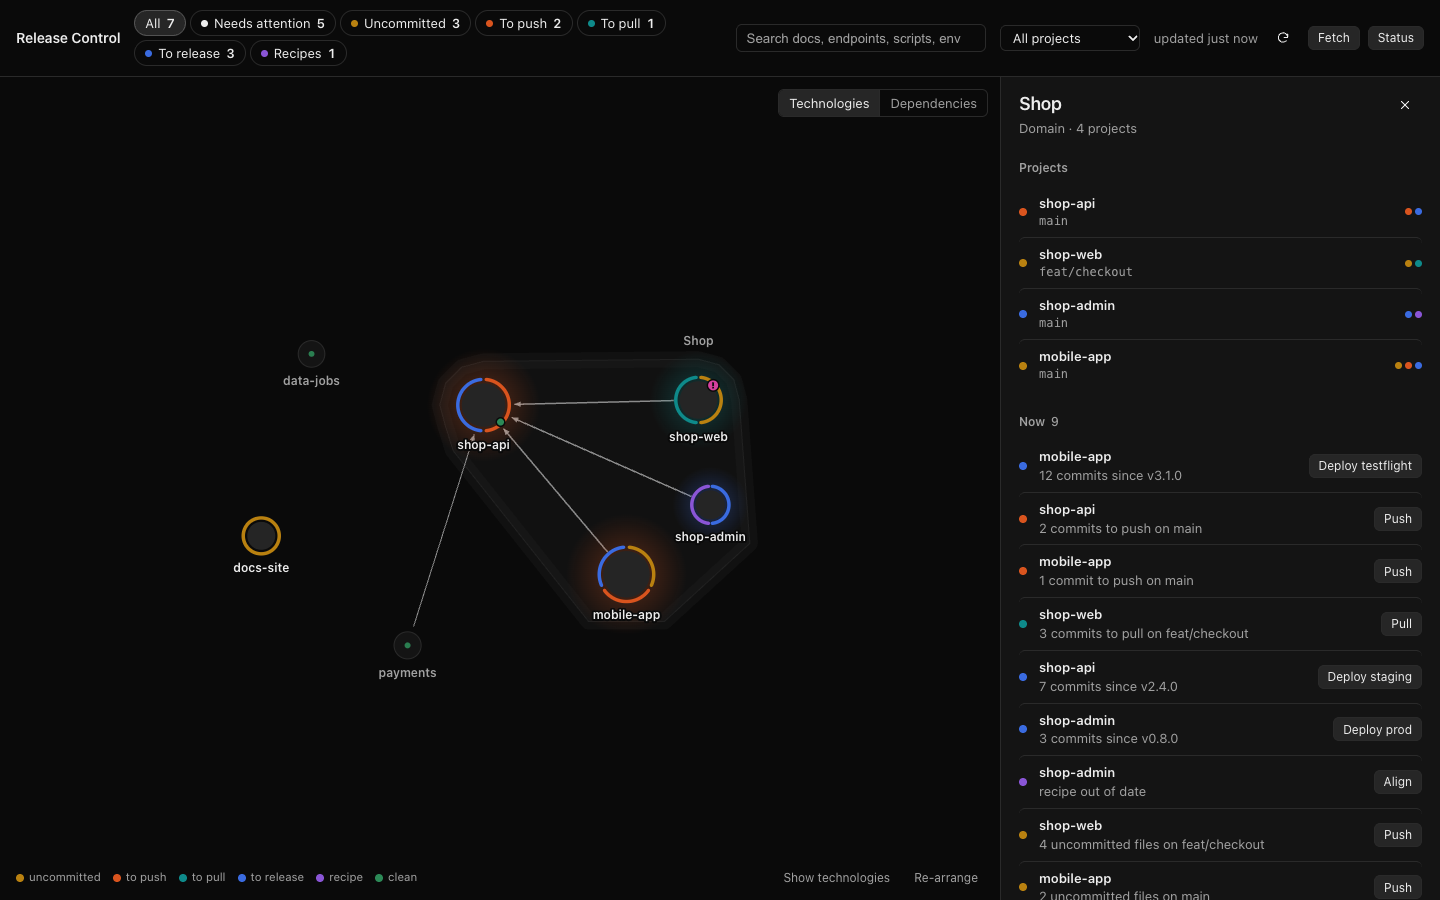 Release Control
All 7
Needs attention 5
Uncommitted 3
To push 2
To pull 1
To release 3
Recipes 1
Search docs, endpoints, scripts, env
All projects
updated just now
Fetch
Status
Technologies
Dependencies
data-jobs
Shop
shop-api
shop-web
!
shop-admin
docs-site
mobile-app
payments
uncommitted
to push
to pull
to release
recipe
clean
Show technologies
Re-arrange
Shop
Domain · 4 projects
Projects
shop-api
main
shop-web
feat/checkout
shop-admin
main
mobile-app
main
Now 9
mobile-app
12 commits since v3.1.0
Deploy testflight
shop-api
2 commits to push on main
Push
mobile-app
1 commit to push on main
Push
shop-web
3 commits to pull on feat/checkout
Pull
shop-api
7 commits since v2.4.0
Deploy staging
shop-admin
3 commits since v0.8.0
Deploy prod
shop-admin
recipe out of date
Align
shop-web
4 uncommitted files on feat/checkout
Push
mobile-app
2 uncommitted files on main
Push